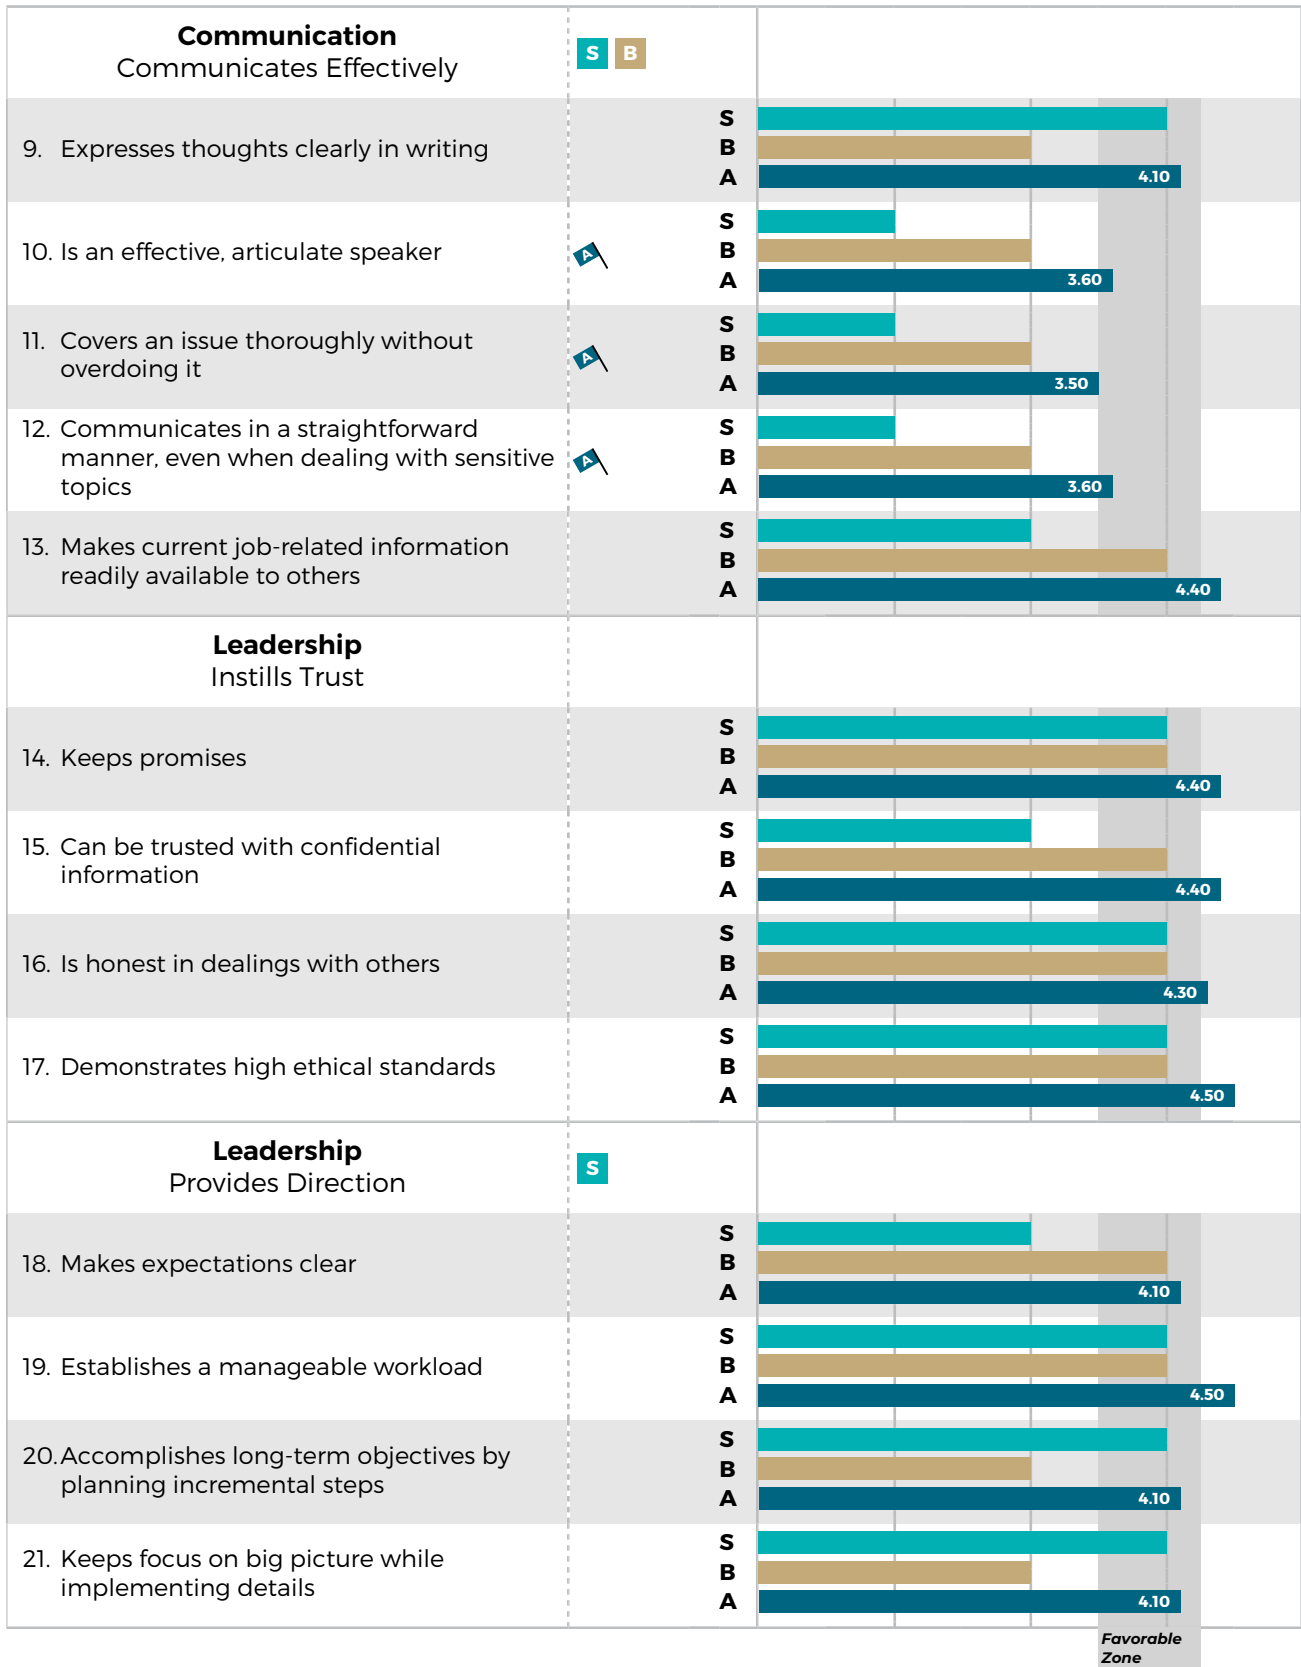 Communication
Communicates Effectively
S B
9. Expresses thoughts clearly in writing
S
B
A 4.10
10. Is an effective, articulate speaker
A
S
B
A 3.60
11. Covers an issue thoroughly without
overdoing it
A
S
B
A 3.50
12. Communicates in a straightforward
manner, even when dealing with sensitive
topics
A
S
B
A 3.60
13. Makes current job-related information
readily available to others
S
B
A 4.40
Leadership
Instills Trust
14. Keeps promises
S
B
A 4.40
15. Can be trusted with confidential
information
S
B
A 4.40
16. Is honest in dealings with others
S
B
A 4.30
17. Demonstrates high ethical standards
S
B
A 4.50
Leadership
Provides Direction
S
18. Makes expectations clear
S
B
A 4.10
19. Establishes a manageable workload
S
B
A 4.50
20. Accomplishes long-term objectives by
planning incremental steps
S
B
A 4.10
21. Keeps focus on big picture while
implementing details
S
B
A 4.10
Favorable
Zone